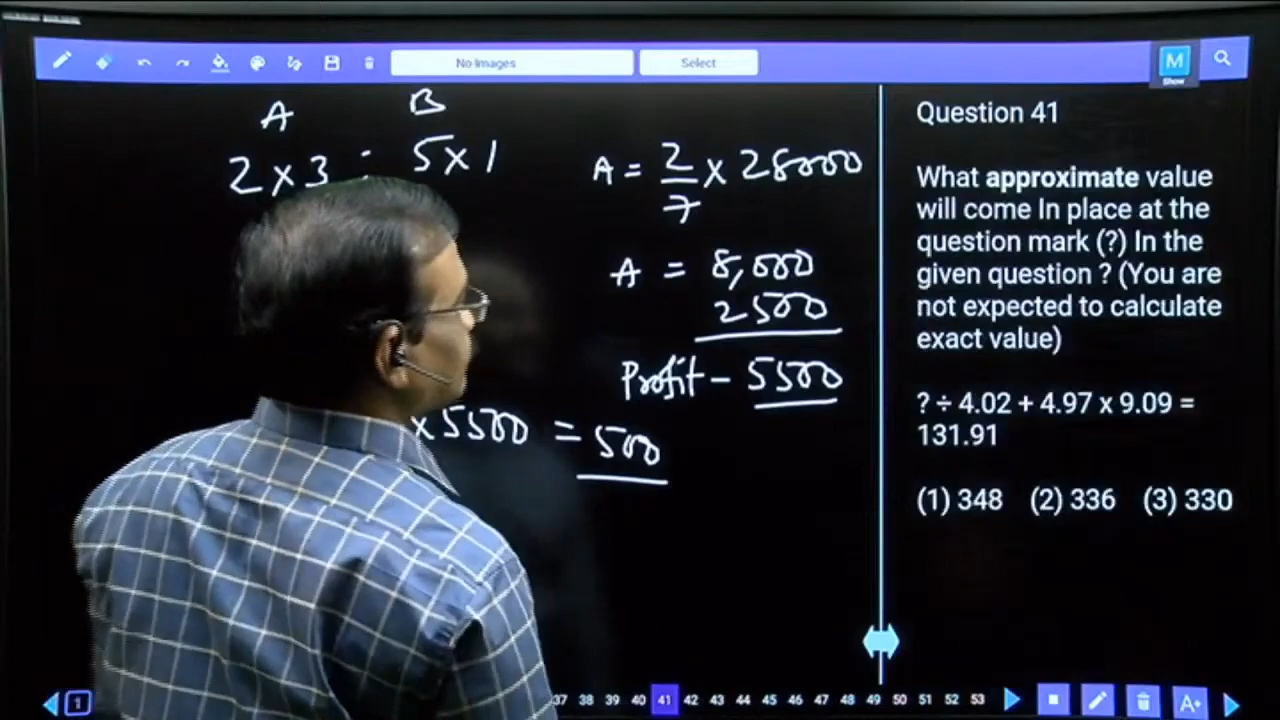 No Images
Select
M
Show
A
B
2 x 3 : 5 x 1
A = 2/7 x 28000
A = 8,000
2500
Profit - 5500
x 5500 = 500
Question 41
What approximate value
will come In place at the
question mark (?) In the
given question ? (You are
not expected to calculate
exact value)
? ÷ 4.02 + 4.97 x 9.09 =
131.91
(1) 348 (2) 336 (3) 330
1
37 38 39 40 41 42 43 44 45 46 47 48 49 50 51 52 53
A+